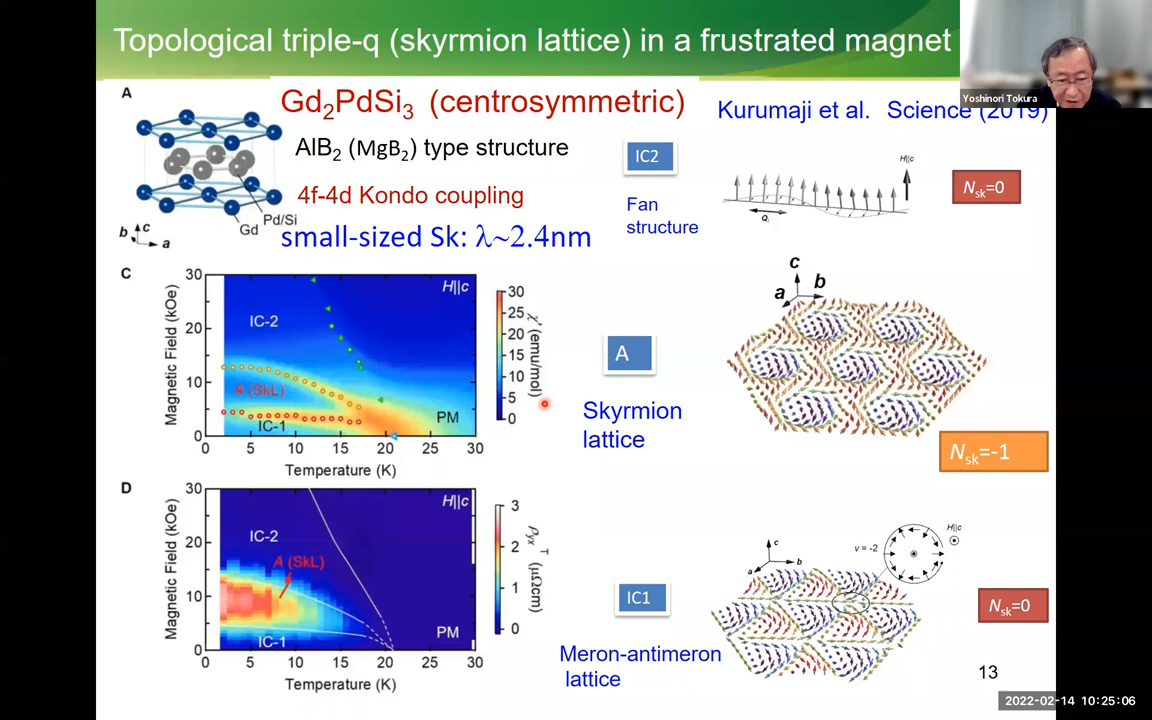 Topological triple-q (skyrmion lattice) in a frustrated magnet
Yoshinori Tokura
Gd2PdSi3 (centrosymmetric)
Kurumaji et al. Science (2019)
AlB2 (MgB2) type structure
4f-4d Kondo coupling
small-sized Sk: λ~2.4nm
A
Pd/Si
Gd
b c a
IC2
Fan
structure
H||c
Q
Nsk=0
C
30
20
10
0
Magnetic Field (kOe)
H||c
IC-2
A (SkL)
IC-1
PM
0 5 10 15 20 25 30
Temperature (K)
30
25
20
15
10
5
0
χ' (emu/mol)
A
Skyrmion
lattice
c
b
a
Nsk=-1
D
30
20
10
0
Magnetic Field (kOe)
H||c
IC-2
A (SkL)
IC-1
PM
0 5 10 15 20 25 30
Temperature (K)
3
2
1
0
ρyx T (μΩcm)
IC1
Meron-antimeron
lattice
c
b
a
ν = -2
H||c
Nsk=0
13
2022-02-14 10:25:06